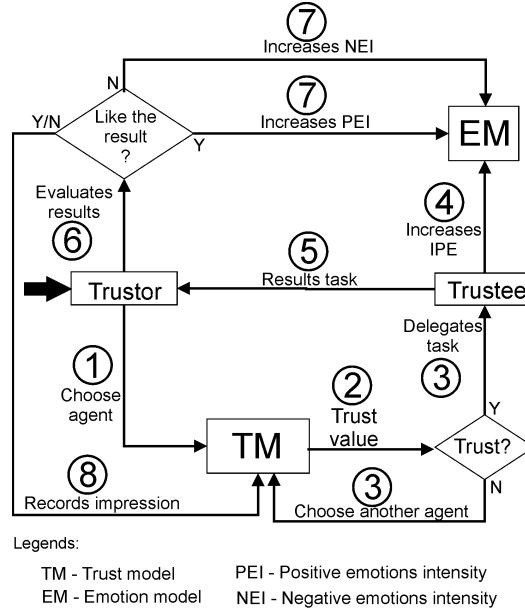 7
Increases NEI
N
7
Y/N
Like the
result
?
Increases PEI
Y
EM
Evaluates
results
6
4
Increases
IPE
5
Results task
Trustor
Trustee
Delegates
task
3
1
Choose
agent
2
Trust
value
Y
TM
Trust?
8
Records impression
3
N
Choose another agent
Legends:
TM - Trust model
PEI - Positive emotions intensity
EM - Emotion model
NEI - Negative emotions intensity